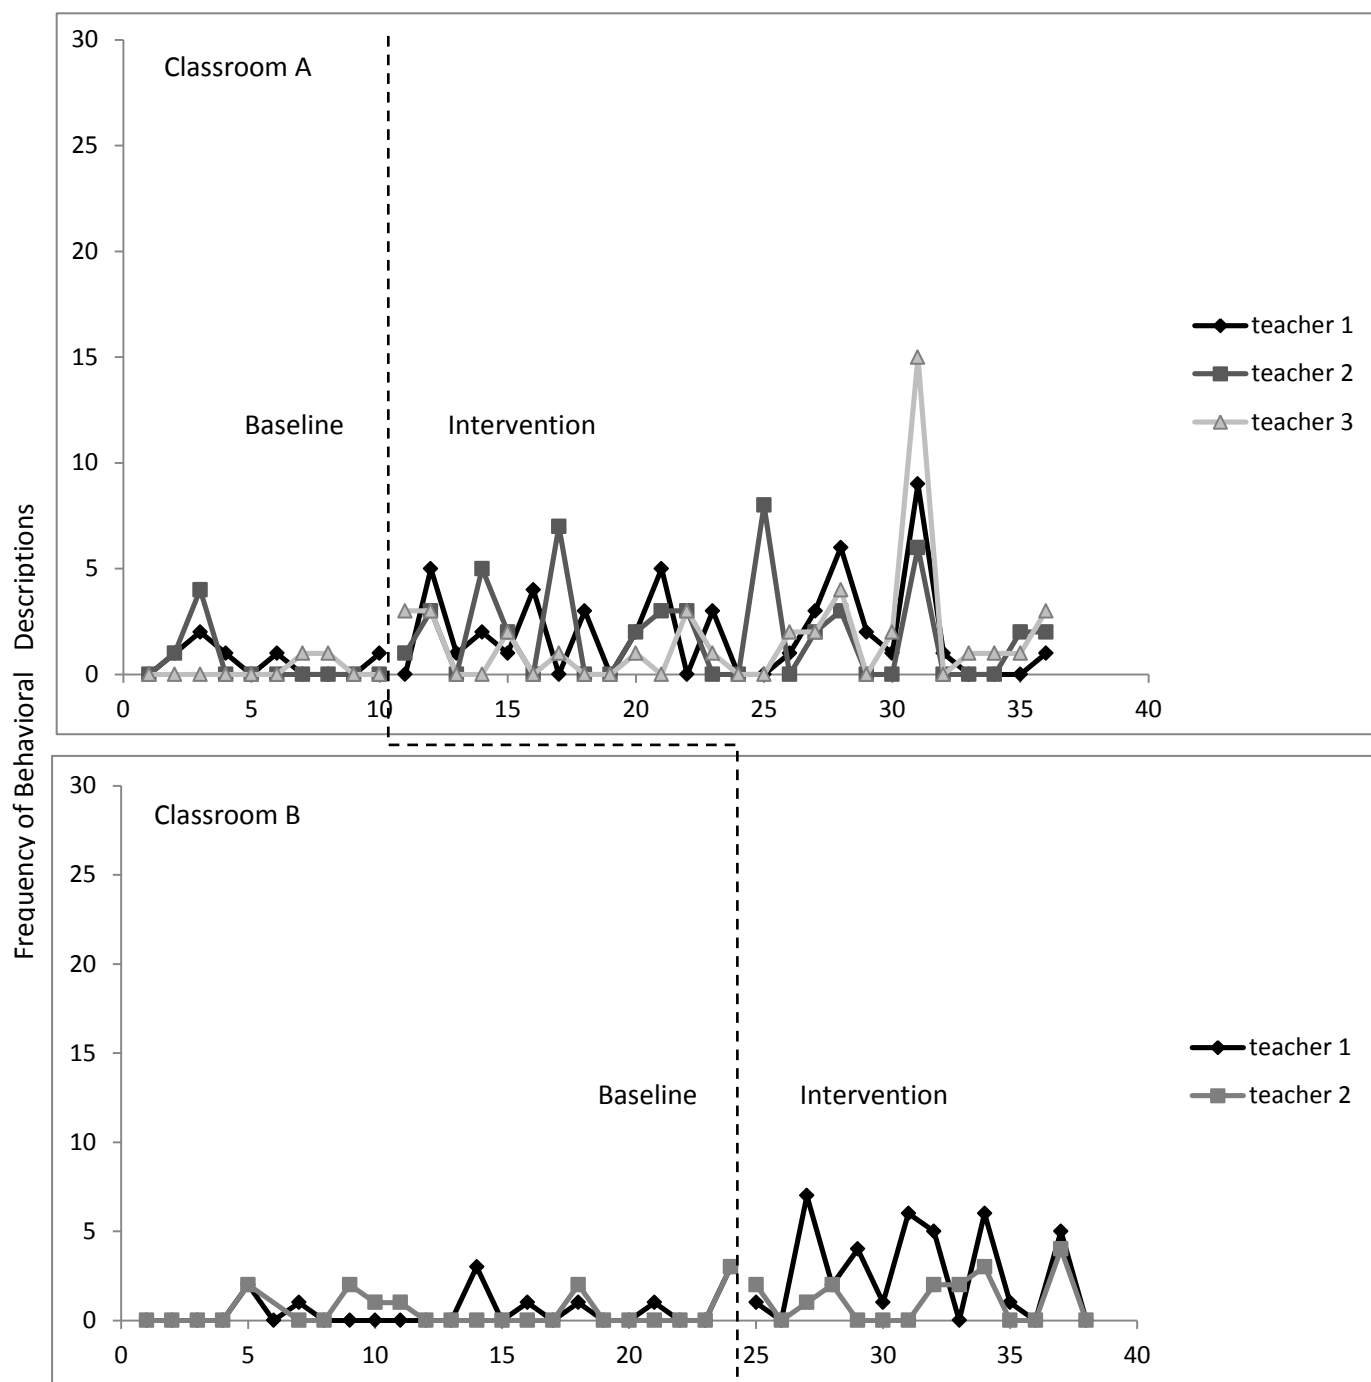 Frequency of Behavioral Descriptions
Classroom A
30
25
20
15
10
5
0
Baseline
Intervention
0 5 10 15 20 25 30 35 40
teacher 1
teacher 2
teacher 3
Classroom B
30
25
20
15
10
5
0
Baseline
Intervention
0 5 10 15 20 25 30 35 40
teacher 1
teacher 2